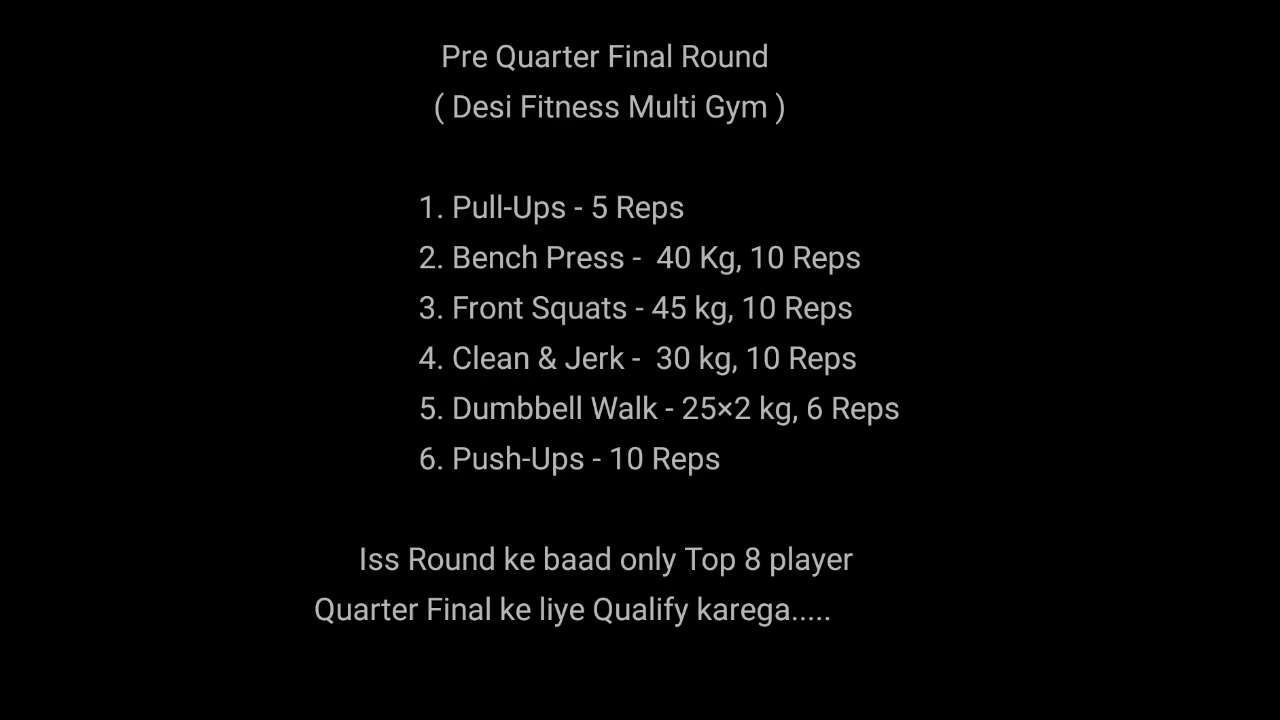 Pre Quarter Final Round
( Desi Fitness Multi Gym )
1. Pull-Ups - 5 Reps
2. Bench Press -  40 Kg, 10 Reps
3. Front Squats - 45 kg, 10 Reps
4. Clean & Jerk -  30 kg, 10 Reps
5. Dumbbell Walk - 25×2 kg, 6 Reps
6. Push-Ups - 10 Reps
Iss Round ke baad only Top 8 player
Quarter Final ke liye Qualify karega.....